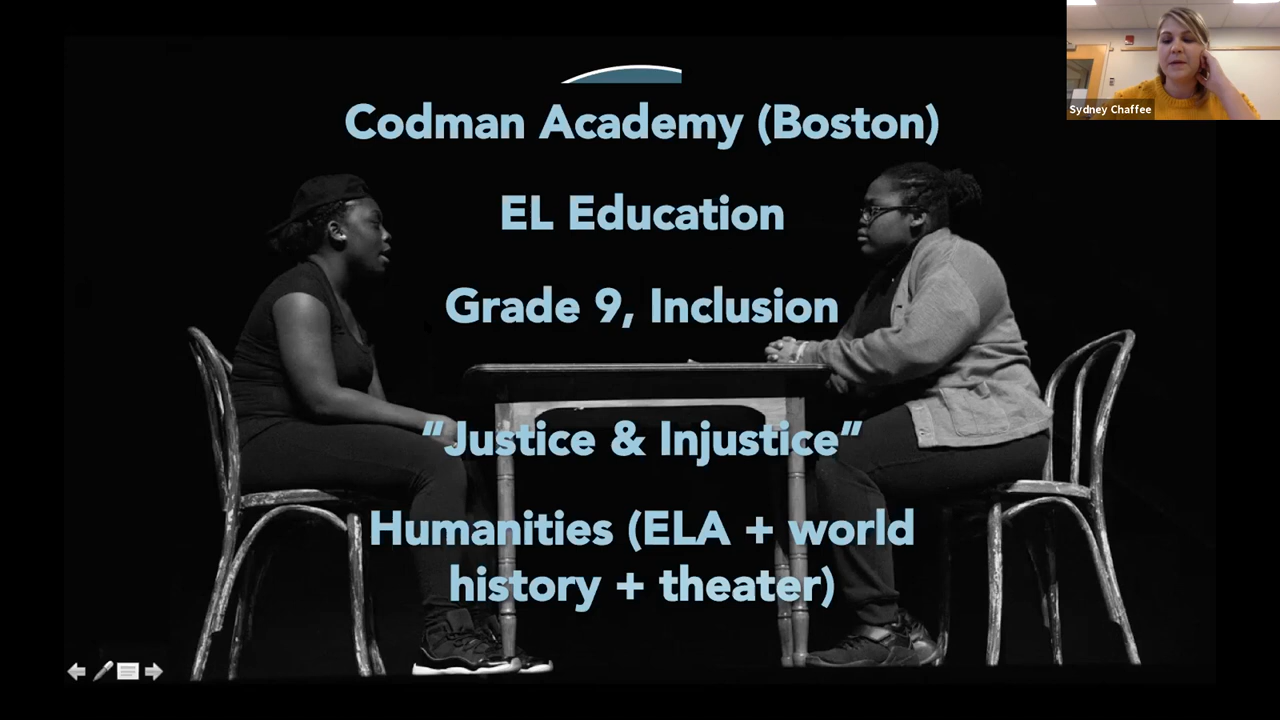 Codman Academy (Boston)
Sydney Chaffee
EL Education
Grade 9, Inclusion
“Justice & Injustice”
Humanities (ELA + world
history + theater)